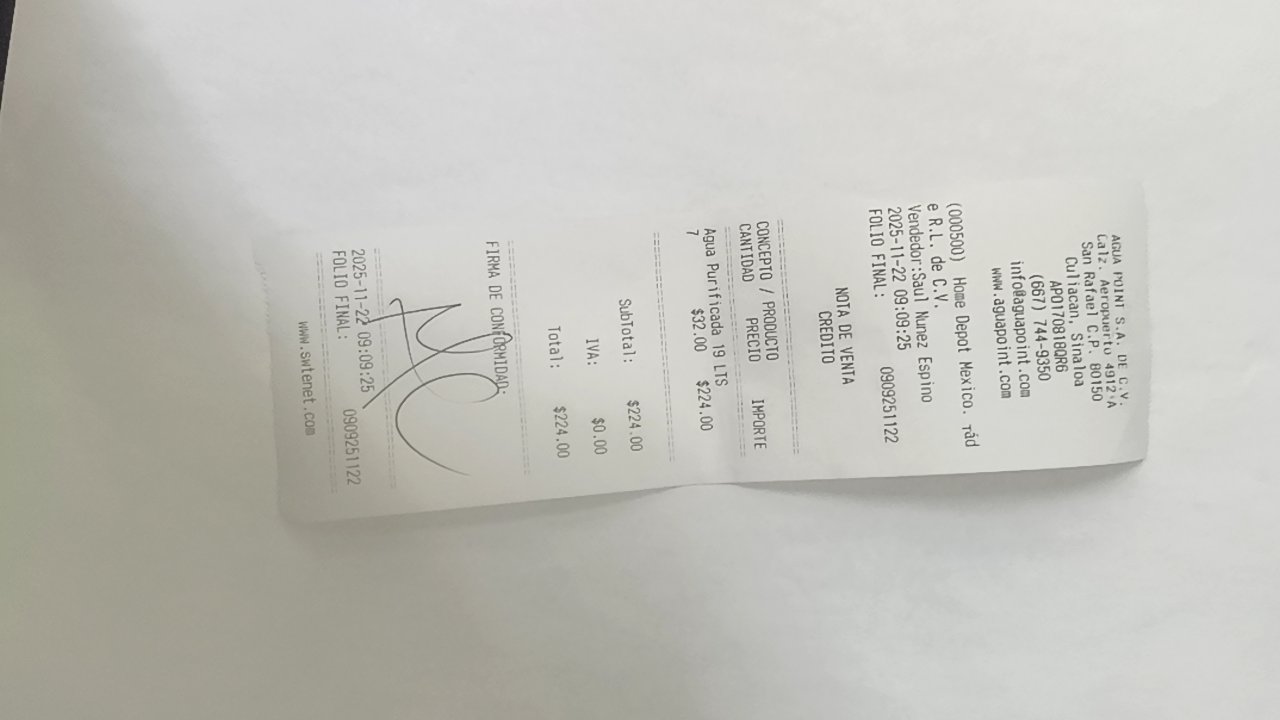 AGUA POINT S.A. DE C.V.
Calz. Aeropuerto 4912-A
San Rafael C.P. 80150
Culiacan, Sinaloa
APO170818QR6
(667) 744-9350
info@aguapoint.com
www.aguapoint.com
(000500) Home Depot Mexico. rád
e R.L. de C.V.
Vendedor:Saul Nunez Espino
2025-11-22 09:09:25
FOLIO FINAL: 0909251122
NOTA DE VENTA
CREDITO
CONCEPTO / PRODUCTO
CANTIDAD PRECIO IMPORTE
Agua Purificada 19 LTS
7 $32.00 $224.00
SubTotal: $224.00
IVA: $0.00
Total: $224.00
FIRMA DE CONFORMIDAD:
2025-11-22 09:09:25
FOLIO FINAL: 0909251122
www.swtenet.com